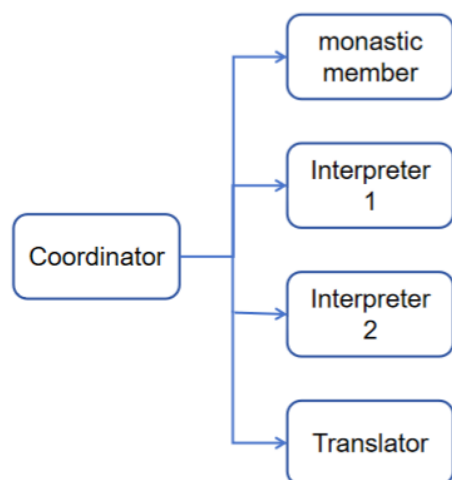 monastic
member
Interpreter
1
Coordinator
Interpreter
2
Translator